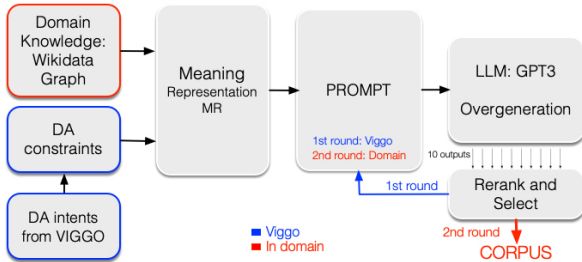 Domain
Knowledge:
Wikidata
Graph
DA
constraints
DA intents
from VIGGO
Meaning
Representation
MR
PROMPT
1st round: Viggo
2nd round: Domain
LLM: GPT3
Overgeneration
10 outputs
1st round
Rerank and
Select
2nd round
CORPUS
Viggo
In domain